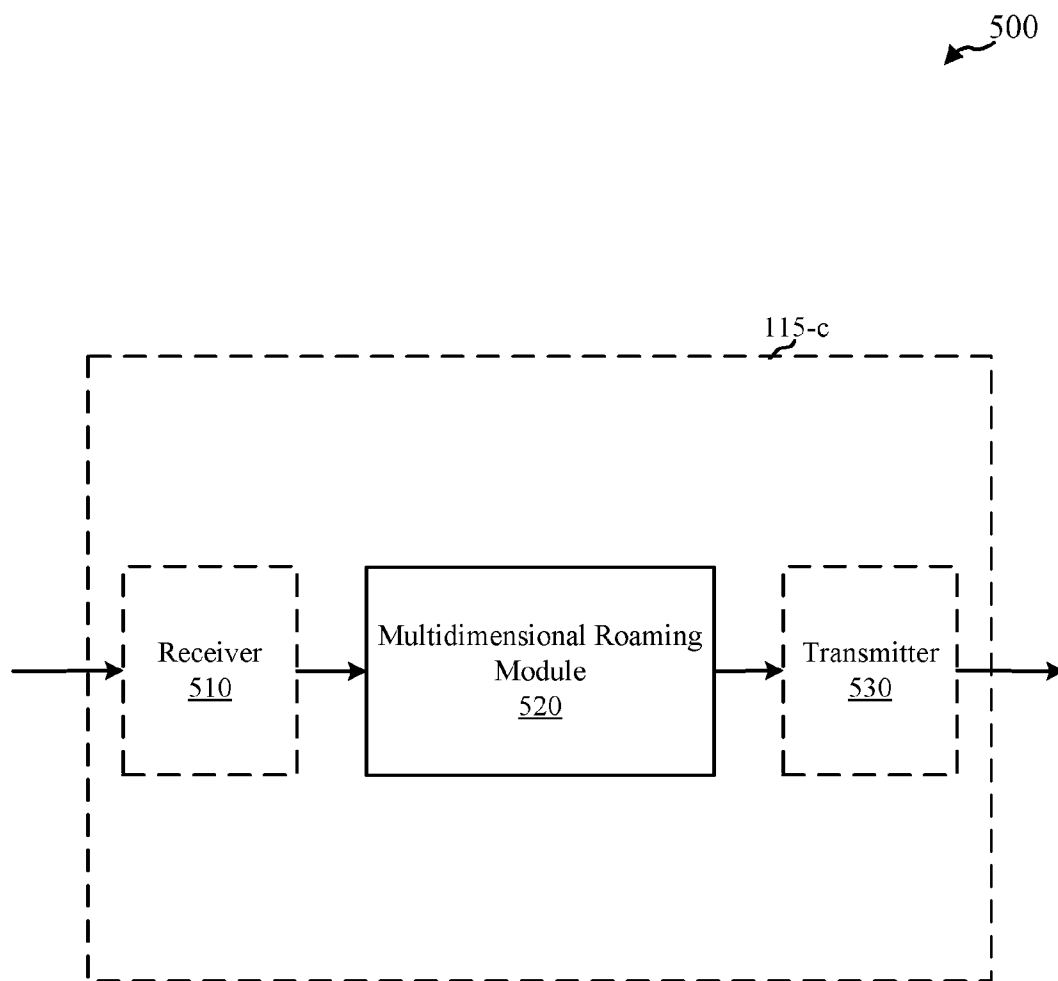 500
115-c
Receiver
510
Multidimensional Roaming
Module
520
Transmitter
530